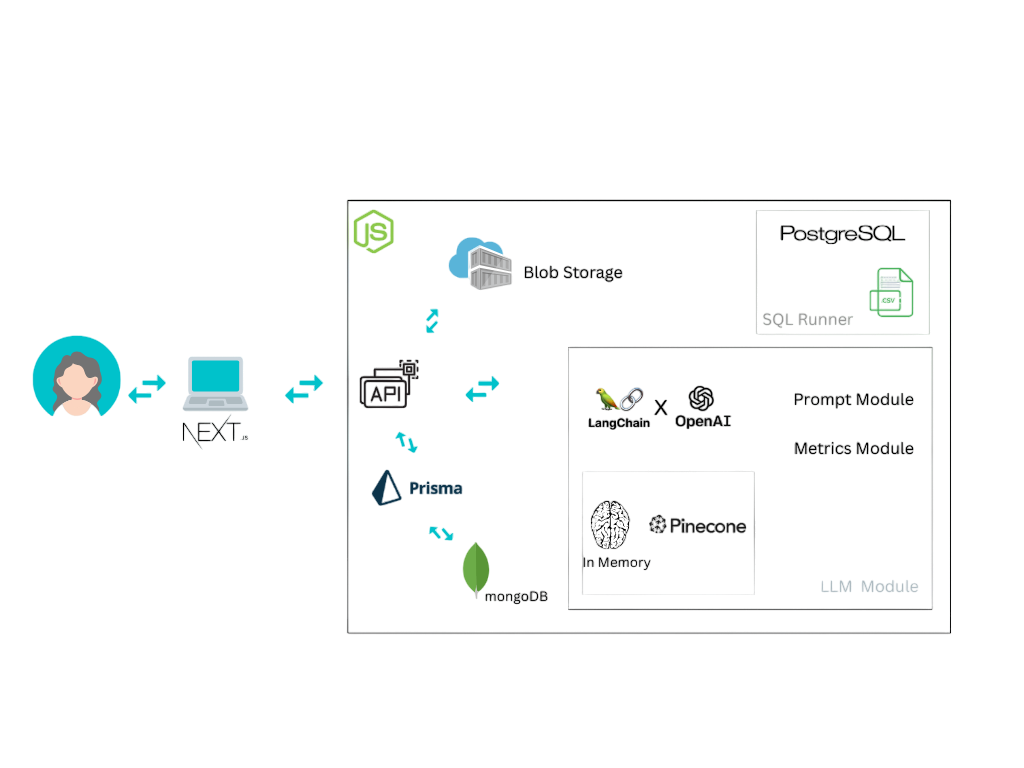 JS
Blob Storage
PostgreSQL
CSV
SQL Runner
API
NEXT.JS
LangChain
X
OpenAI
Prompt Module
Metrics Module
Prisma
Pinecone
In Memory
mongoDB
LLM Module